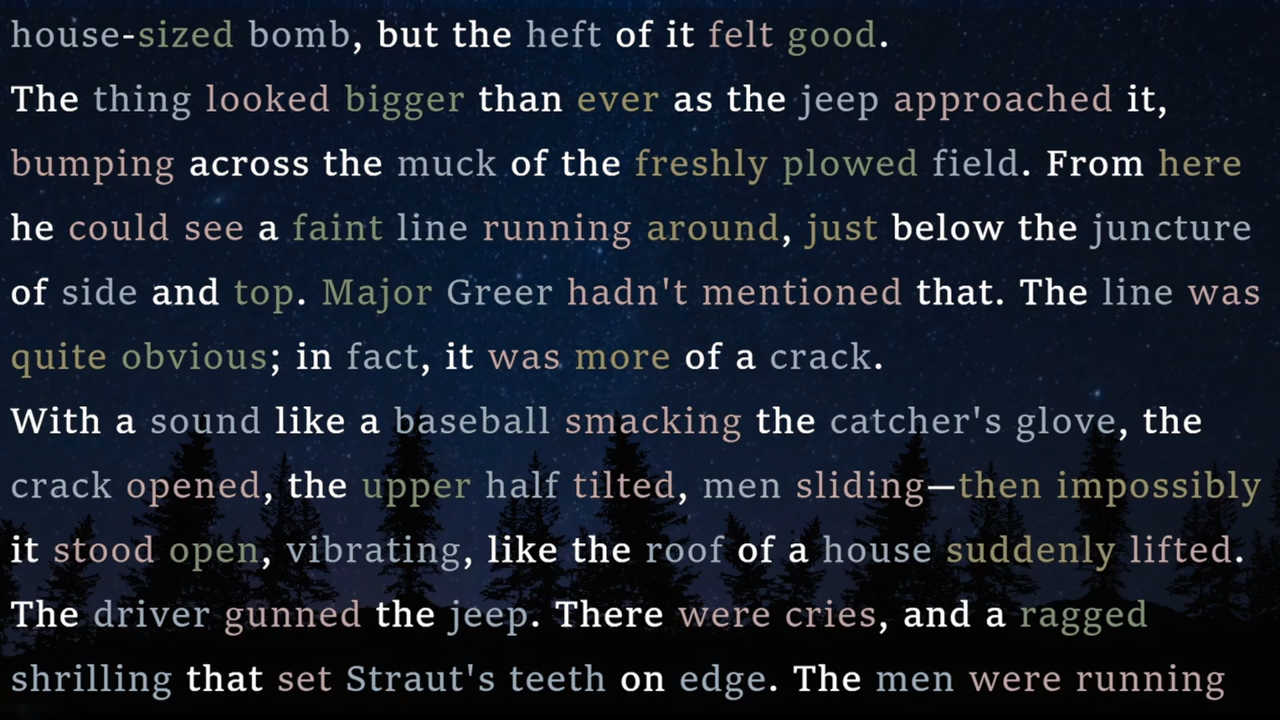 house-sized bomb, but the heft of it felt good.
The thing looked bigger than ever as the jeep approached it,
bumping across the muck of the freshly plowed field. From here
he could see a faint line running around, just below the juncture
of side and top. Major Greer hadn't mentioned that. The line was
quite obvious; in fact, it was more of a crack.
With a sound like a baseball smacking the catcher's glove, the
crack opened, the upper half tilted, men sliding—then impossibly
it stood open, vibrating, like the roof of a house suddenly lifted.
The driver gunned the jeep. There were cries, and a ragged
shrilling that set Straut's teeth on edge. The men were running